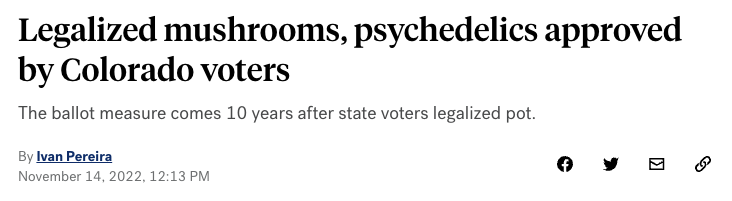 Legalized mushrooms, psychedelics approved
by Colorado voters
The ballot measure comes 10 years after state voters legalized pot.
By Ivan Pereira
November 14, 2022, 12:13 PM